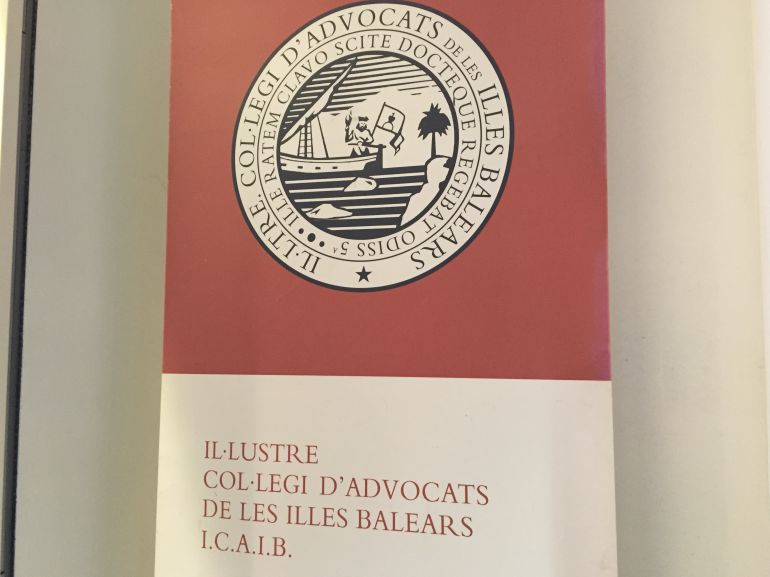 IL·LTRE. COL·LEGI D'ADVOCATS DE LES ILLES BALEARS
ILLE RATEM CLAVO SCITE DOCTEQUE REGEBAT ODISS 5ª
IL·LUSTRE
COL·LEGI D'ADVOCATS
DE LES ILLES BALEARS
I.C.A.I.B.